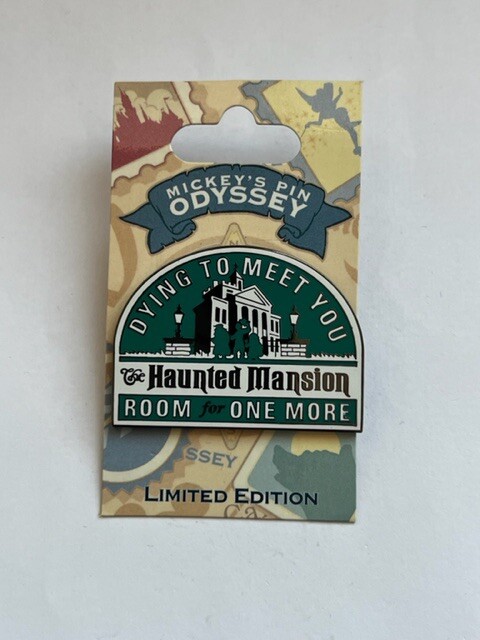 MICKEY'S PIN
ODYSSEY
DYING TO MEET YOU
The Haunted Mansion
ROOM for ONE MORE
SSEY
LIMITED EDITION